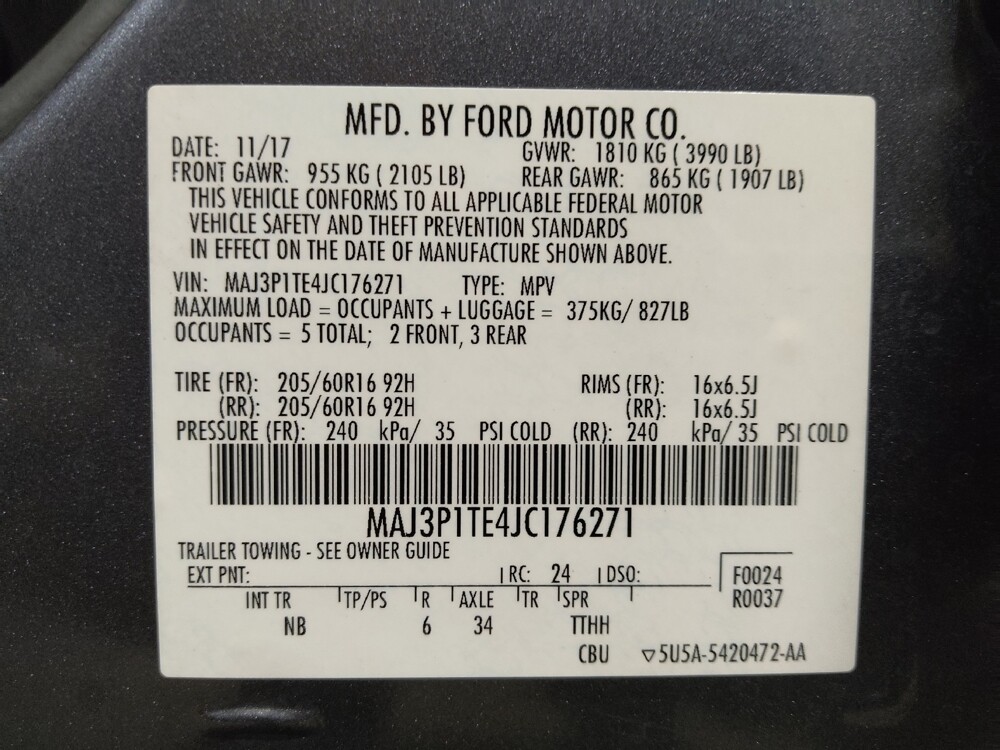 MFD. BY FORD MOTOR CO.
DATE: 11/17 GVWR: 1810 KG ( 3990 LB)
FRONT GAWR: 955 KG ( 2105 LB) REAR GAWR: 865 KG ( 1907 LB)
THIS VEHICLE CONFORMS TO ALL APPLICABLE FEDERAL MOTOR
VEHICLE SAFETY AND THEFT PREVENTION STANDARDS
IN EFFECT ON THE DATE OF MANUFACTURE SHOWN ABOVE.
VIN: MAJ3P1TE4JC176271 TYPE: MPV
MAXIMUM LOAD = OCCUPANTS + LUGGAGE = 375KG/ 827LB
OCCUPANTS = 5 TOTAL; 2 FRONT, 3 REAR
TIRE (FR): 205/60R16 92H RIMS (FR): 16x6.5J
(RR): 205/60R16 92H (RR): 16x6.5J
PRESSURE (FR): 240 kPa/ 35 PSI COLD (RR): 240 kPa/ 35 PSI COLD
MAJ3P1TE4JC176271
TRAILER TOWING - SEE OWNER GUIDE
EXT PNT: RC: 24 DSO: F0024
INT TR TP/PS R AXLE TR SPR R0037
NB 6 34 TTHH
CBU ▽5U5A-5420472-AA